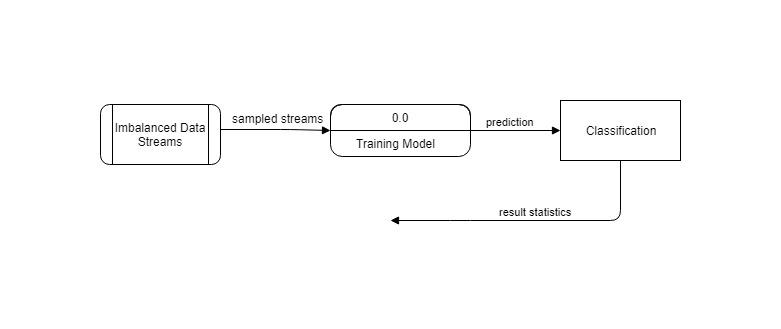 sampled streams
0.0
prediction
Imbalanced Data
Streams
Training Model
Classification
result statistics